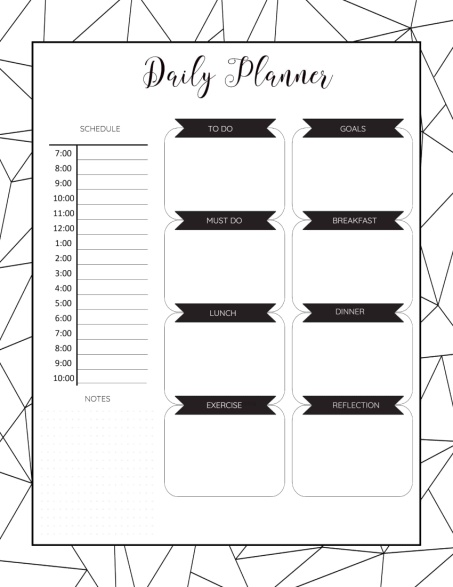 Daily Planner
SCHEDULE
7:00
8:00
9:00
10:00
11:00
12:00
1:00
2:00
3:00
4:00
5:00
6:00
7:00
8:00
9:00
10:00
NOTES
TO DO
GOALS
MUST DO
BREAKFAST
LUNCH
DINNER
EXERCISE
REFLECTION